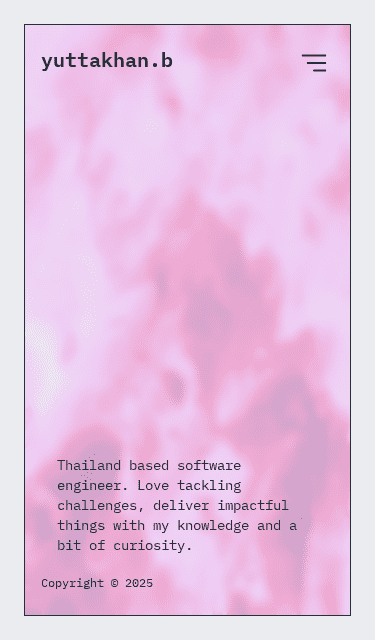 yuttakhan.b
Thailand based software
engineer. Love tackling
challenges, deliver impactful
things with my knowledge and a
bit of curiosity.
Copyright © 2025